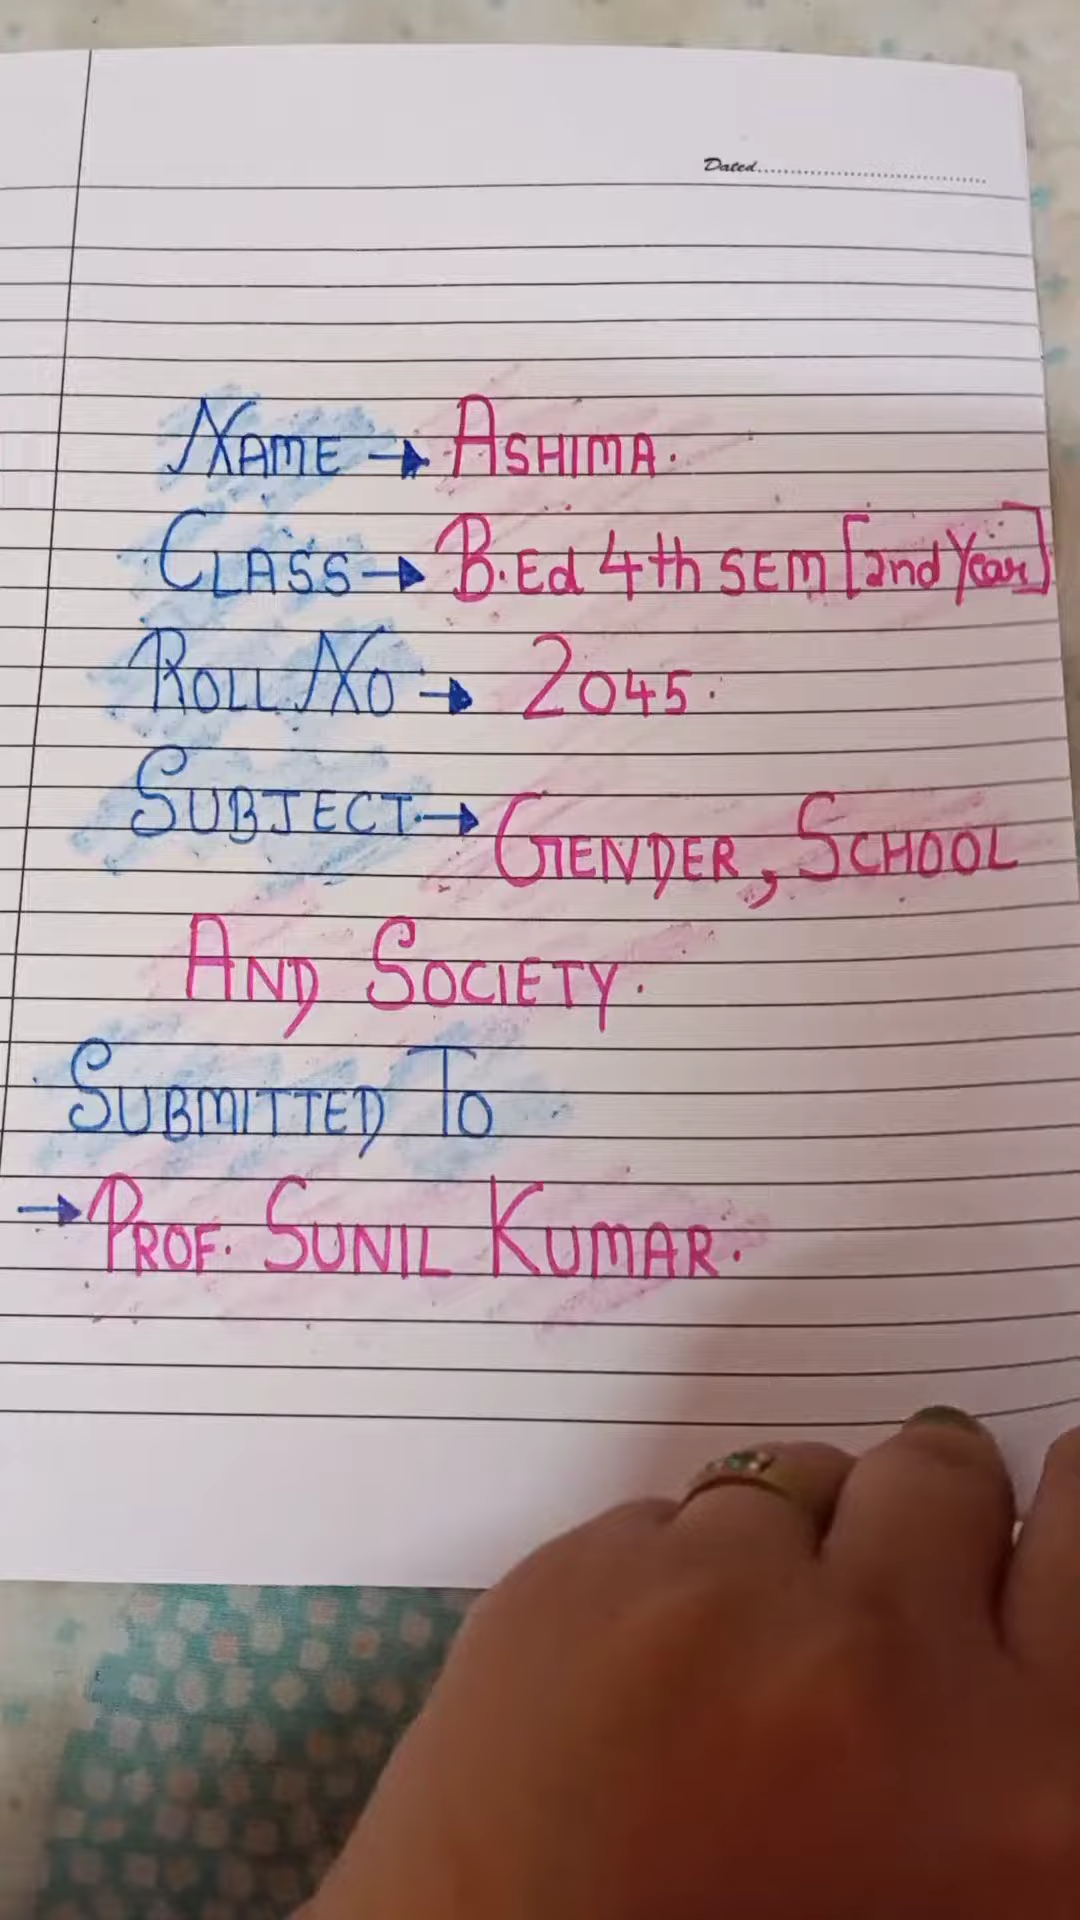 Dated
NAME → ASHIMA.
CLASS → B.Ed 4th SEM [2nd Year]
ROLL NO → 2045.
SUBJECT → GENDER, SCHOOL
AND SOCIETY.
SUBMITTED TO
→ PROF. SUNIL KUMAR.